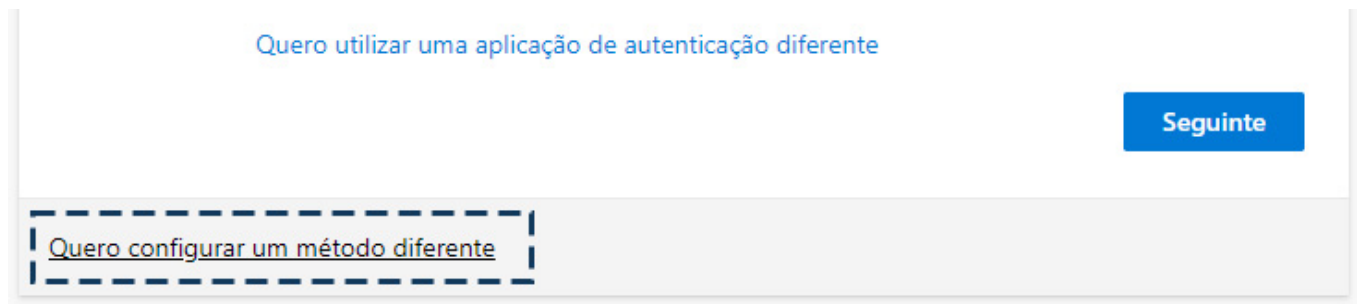 Quero utilizar uma aplicação de autenticação diferente
Seguinte
Quero configurar um método diferente